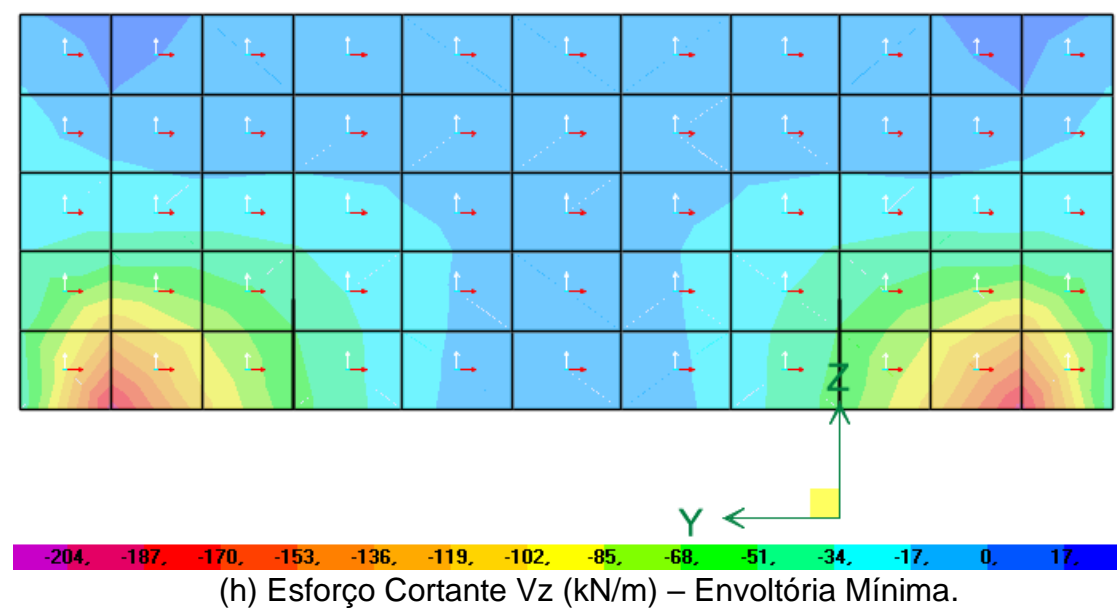 Z
Y
-204, -187, -170, -153, -136, -119, -102, -85, -68, -51, -34, -17, 0, 17,
(h) Esforço Cortante Vz (kN/m) – Envoltória Mínima.